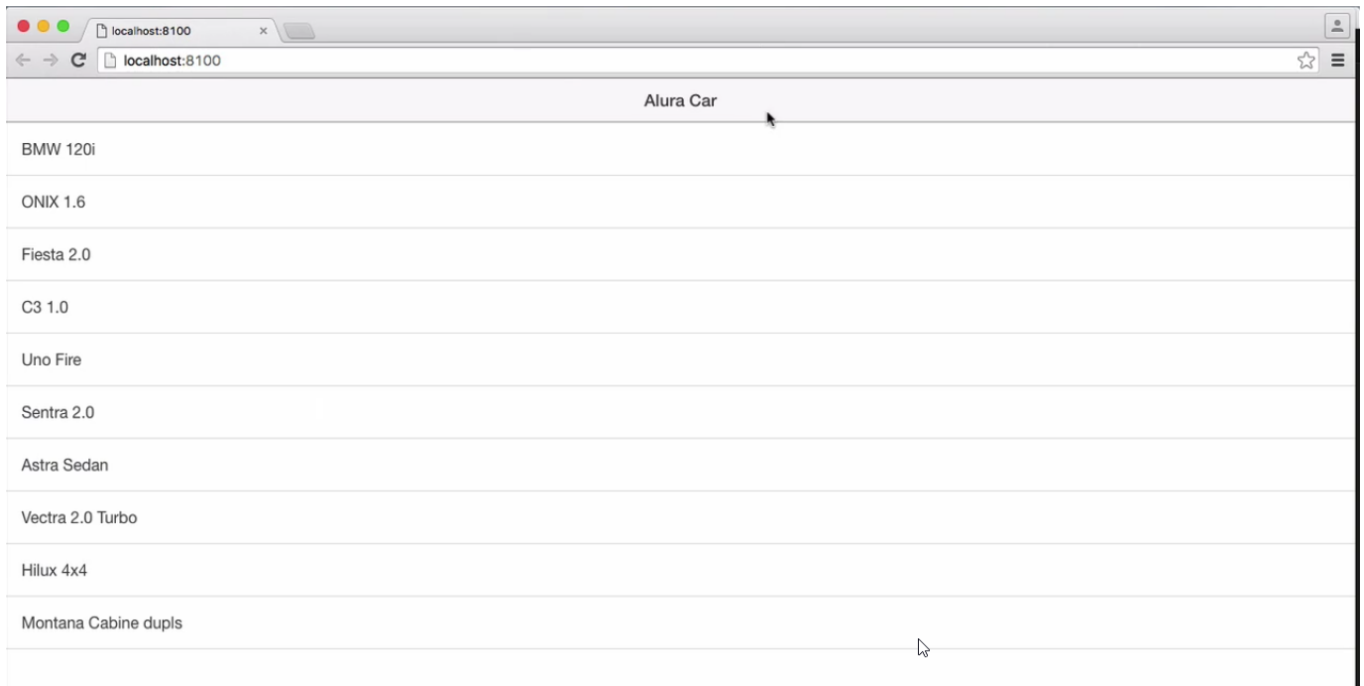 localhost:8100
localhost:8100
Alura Car
BMW 120i
ONIX 1.6
Fiesta 2.0
C3 1.0
Uno Fire
Sentra 2.0
Astra Sedan
Vectra 2.0 Turbo
Hilux 4x4
Montana Cabine dupls